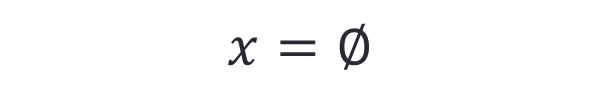 x = ∅